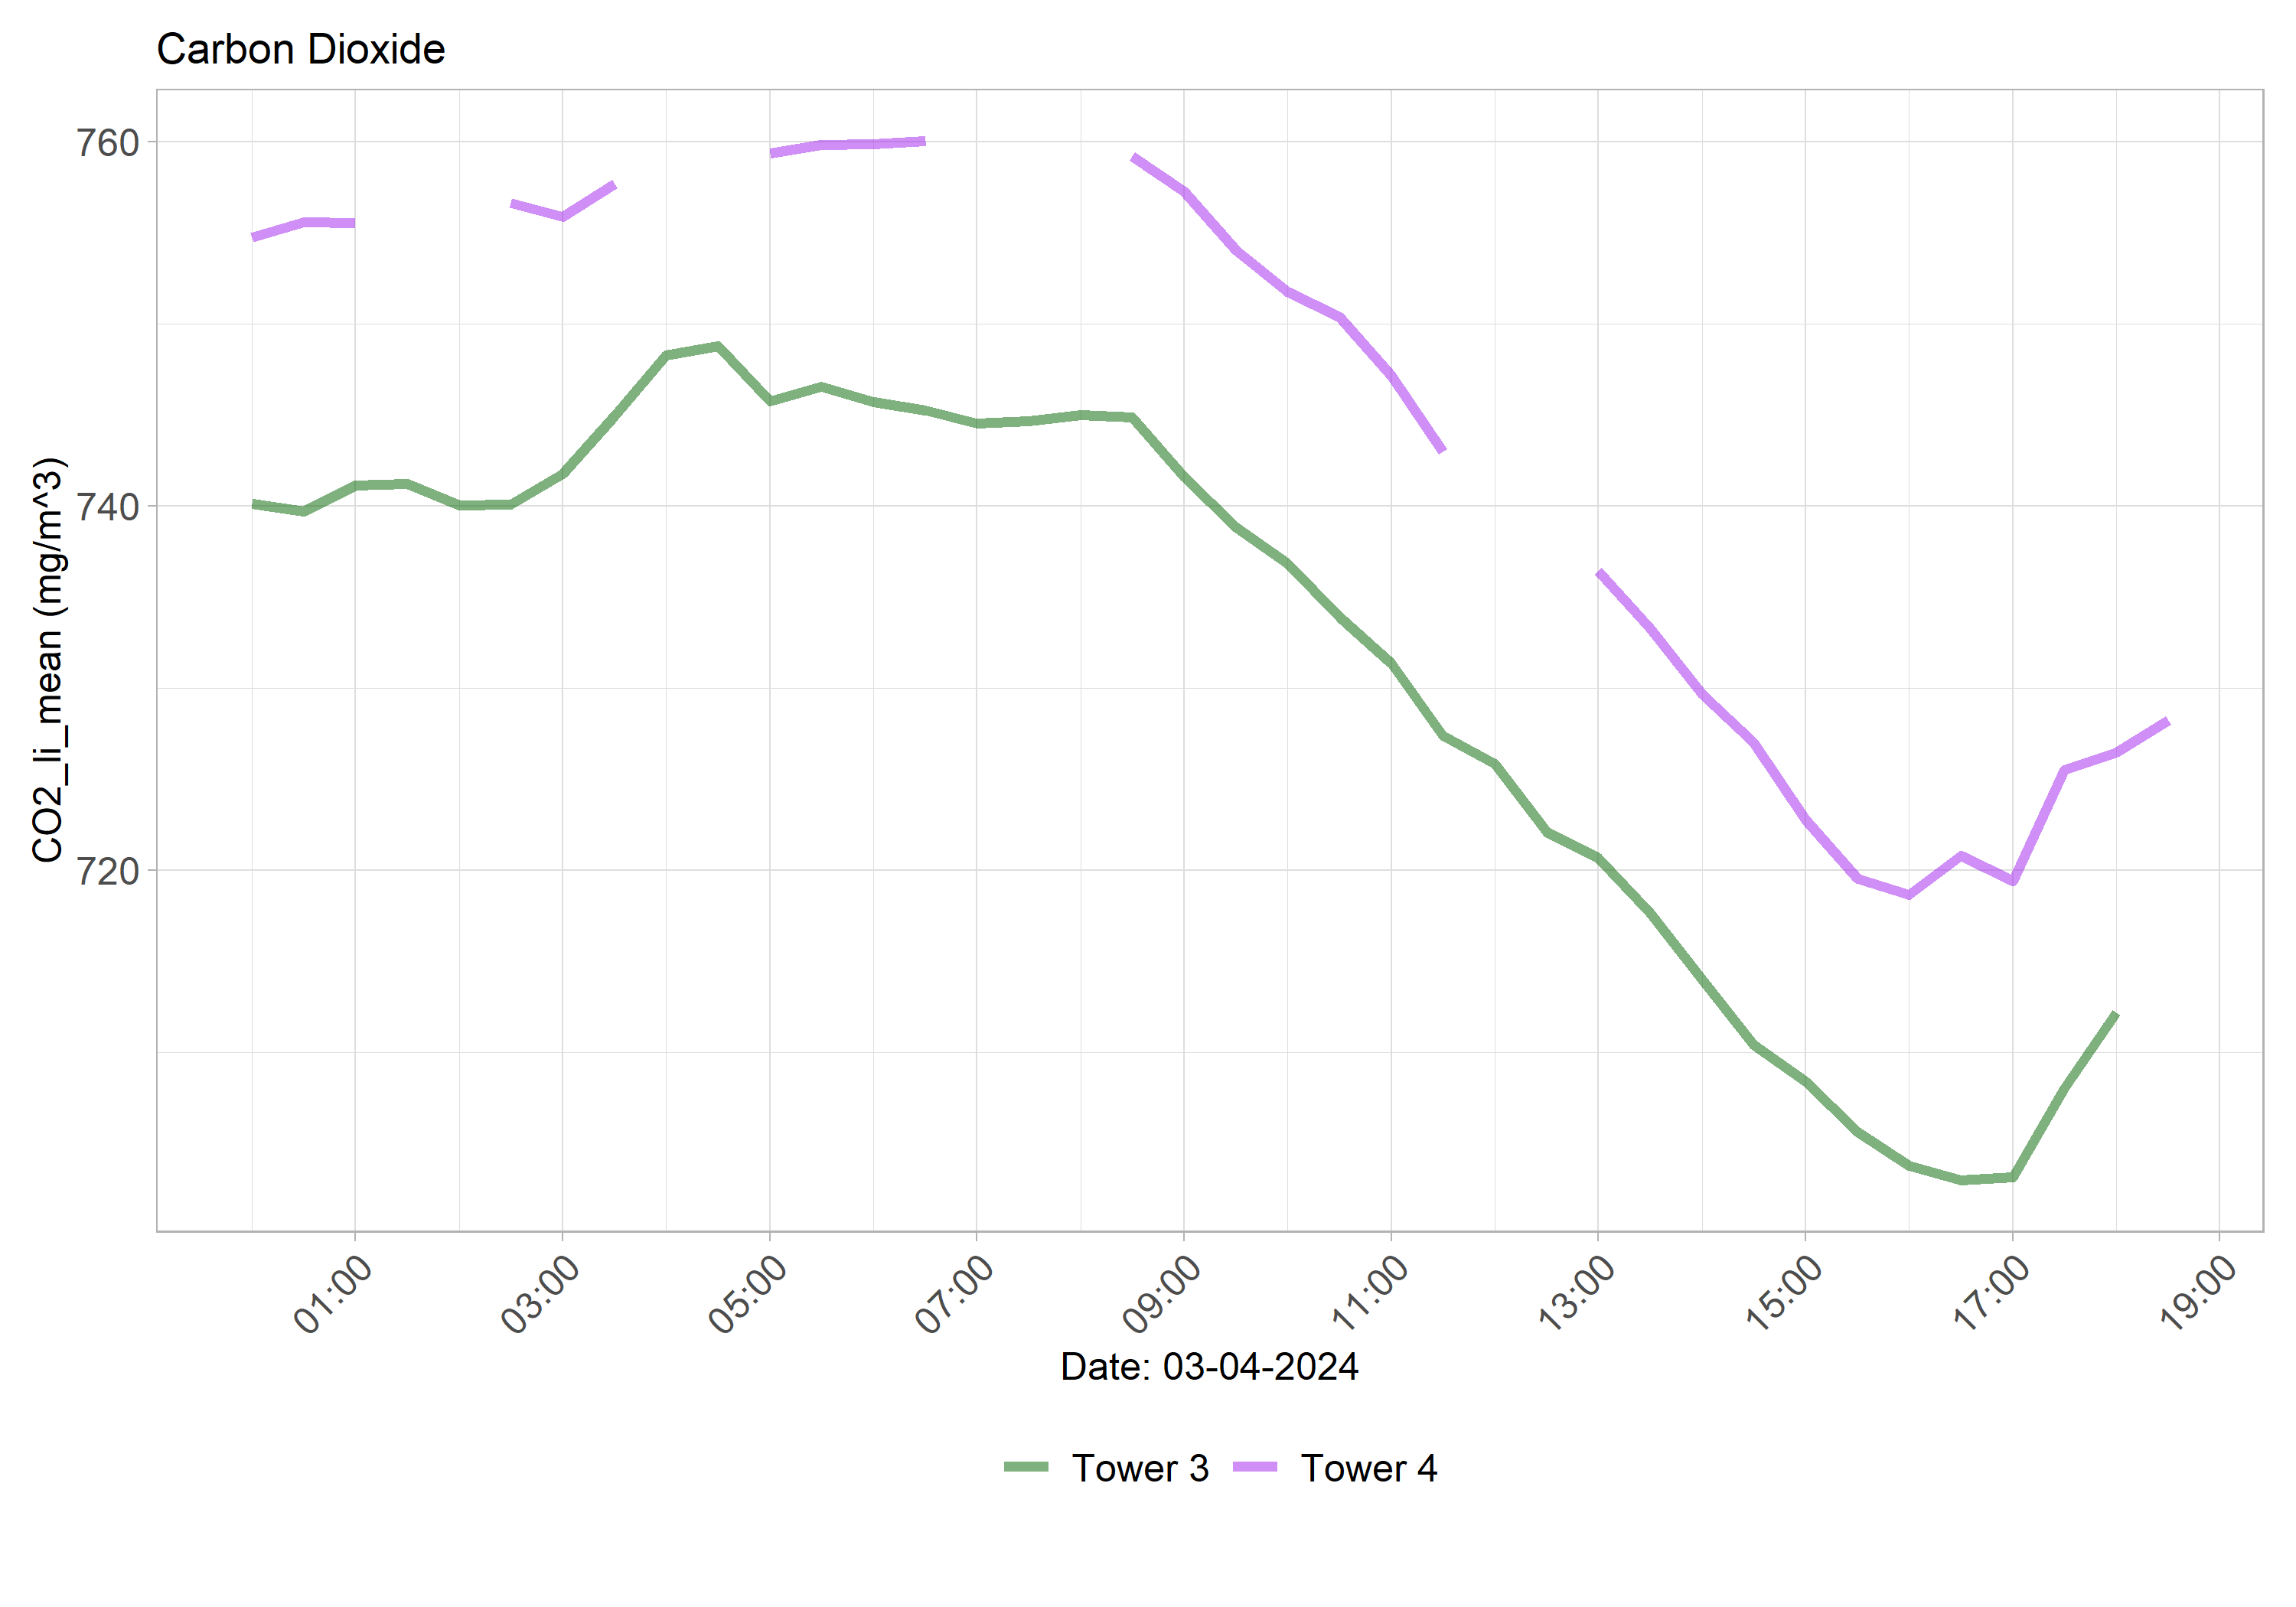 Carbon Dioxide
CO2_li_mean (mg/m^3)
760
740
720
01:00
03:00
05:00
07:00
09:00
11:00
13:00
15:00
17:00
19:00
Date: 03-04-2024
Tower 3
Tower 4